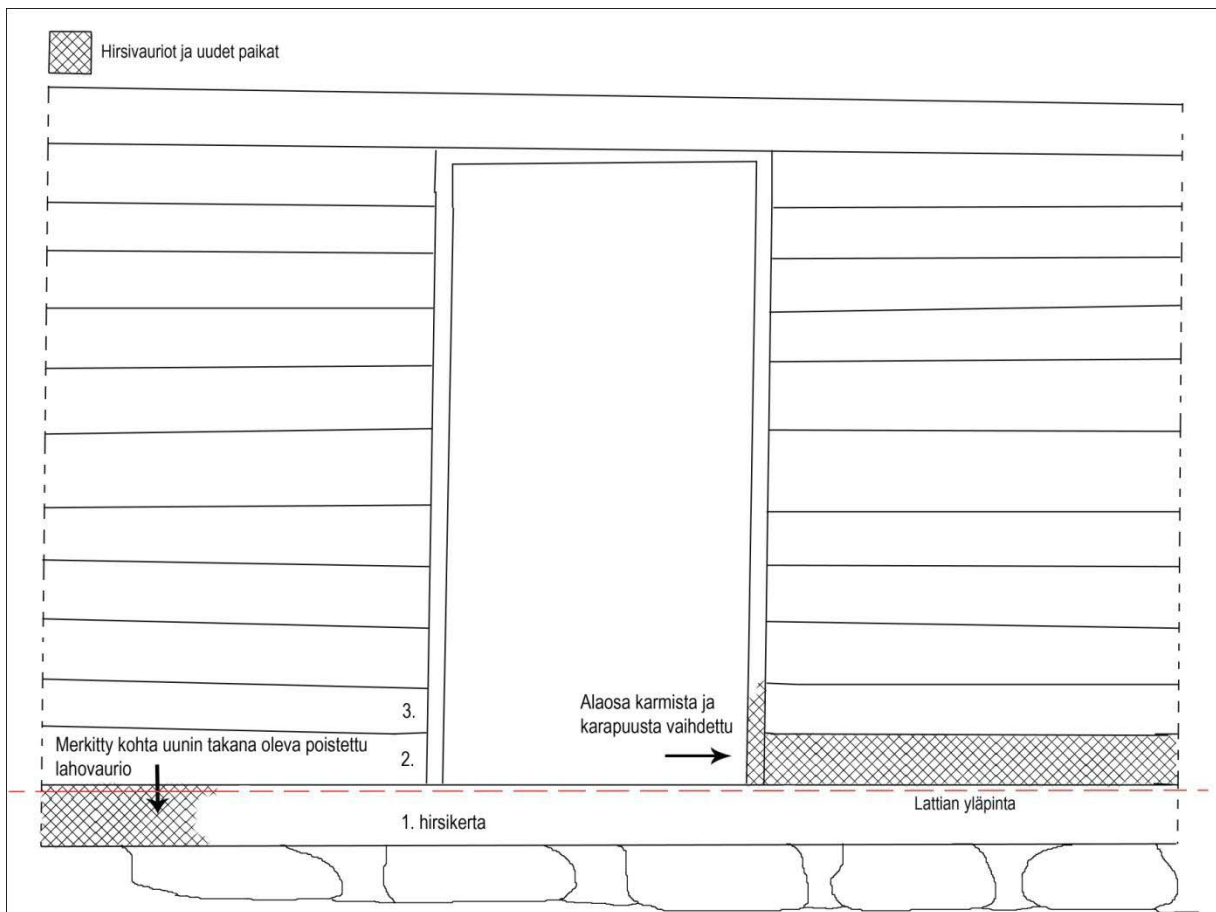 Hirsivauriot ja uudet paikat
3.
Alaosa karmista ja
karapuusta vaihdettu
Merkitty kohta uunin takana oleva poistettu
lahovaurio
2.
Lattian yläpinta
1. hirsikerta